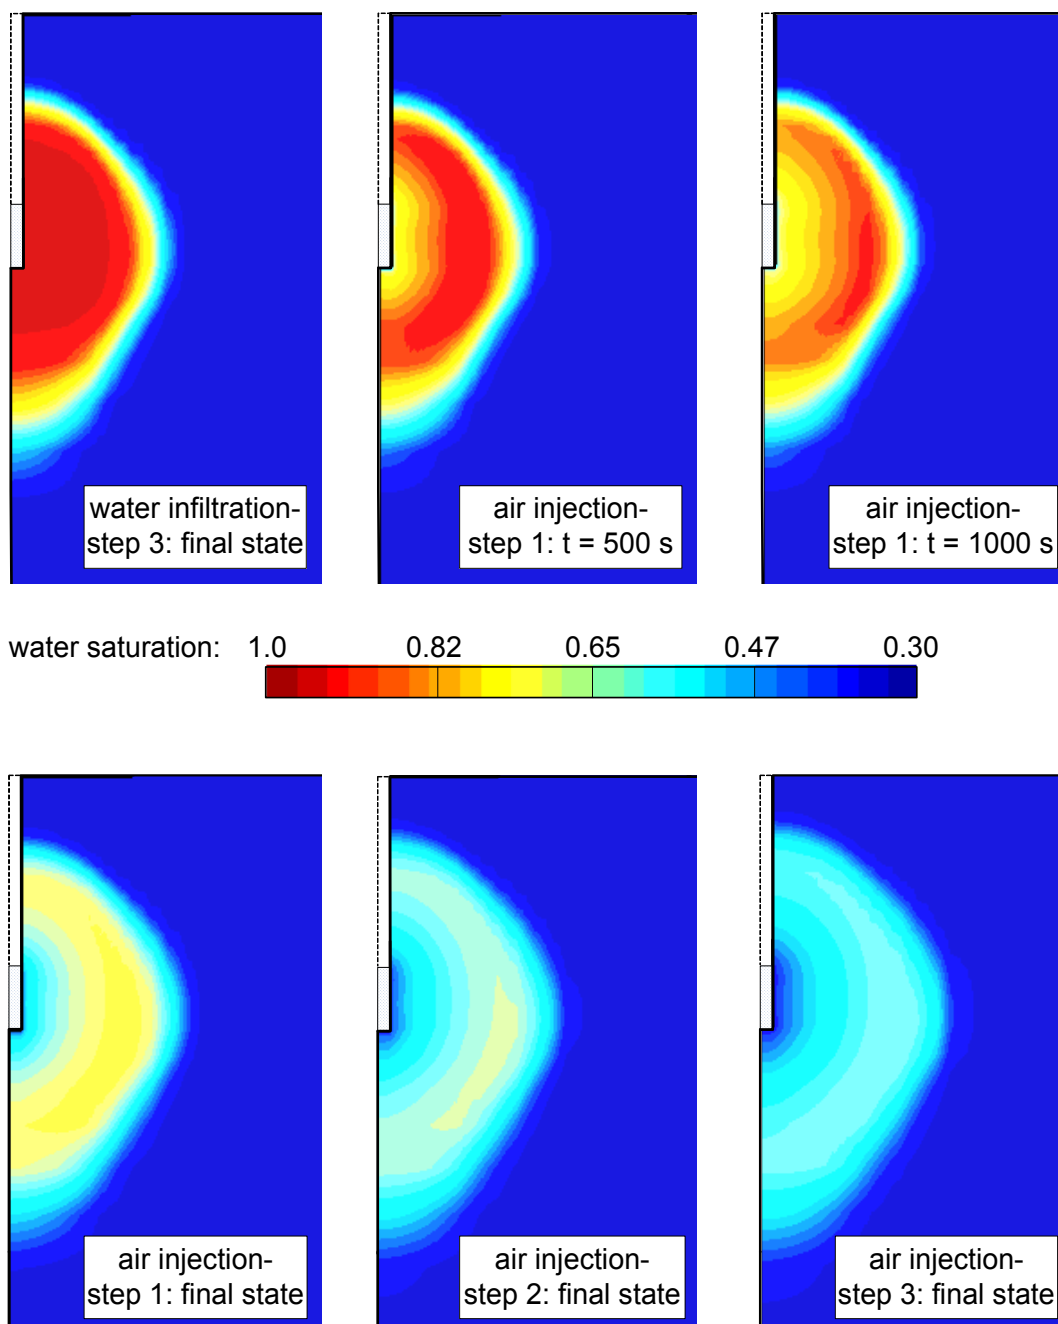 water infiltration-
step 3: final state
air injection-
step 1: t = 500 s
air injection-
step 1: t = 1000 s
water saturation: 1.0 0.82 0.65 0.47 0.30
air injection-
step 1: final state
air injection-
step 2: final state
air injection-
step 3: final state